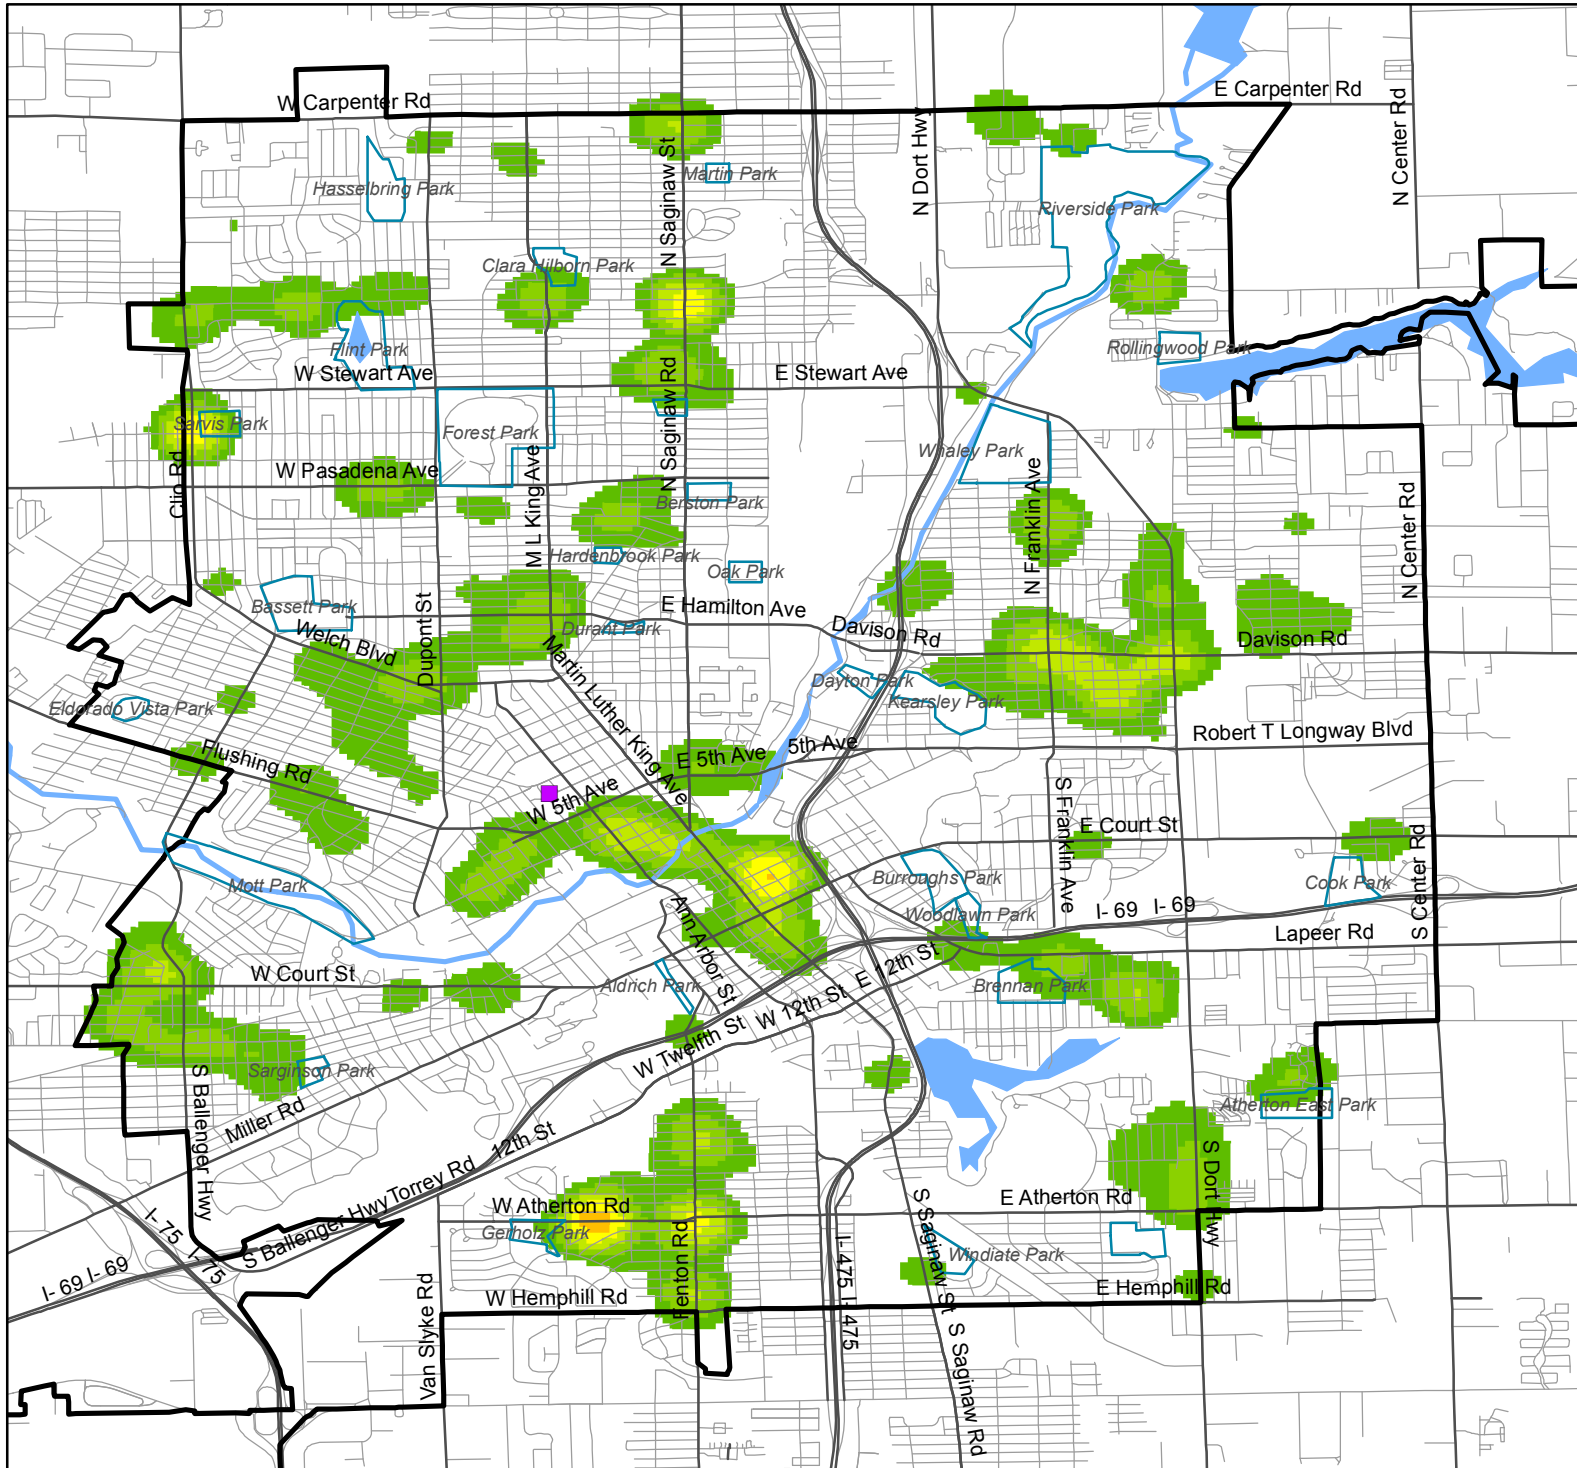 W Carpenter Rd
E Carpenter Rd
N Center Rd
N Dort Hwy
N Saginaw St
Martin Park
Hasselbring Park
Riverside Park
Clara Hilborn Park
Flint Park
Rollingwood Park
W Stewart Ave
E Stewart Ave
N Saginaw Rd
Sarvis Park
Forest Park
Whaley Park
W Pasadena Ave
Clio Rd
M L King Ave
Berston Park
N Franklin Ave
N Center Rd
Hardenbrook Park
Oak Park
Bassett Park
E Hamilton Ave
Durant Park
Davison Rd
Davison Rd
Welch Blvd
Dupont St
Martin Luther King Ave
Dayton Park
Kearsley Park
Eldorado Vista Park
Robert T Longway Blvd
Flushing Rd
E 5th Ave
5th Ave
W 5th Ave
S Franklin Ave
E Court St
Mott Park
Burroughs Park
Cook Park
S Center Rd
Woodlawn Park
I- 69
I- 69
Ann Arbor St
Lapeer Rd
W Court St
E 12th St
Aldrich Park
Brennan Park
W 12th St
W Twelfth St
Sarginson Park
S Ballenger Hwy
Miller Rd
Atherton East Park
12th St
Torrey Rd
S Dort Hwy
W Atherton Rd
E Atherton Rd
Gerholz Park
S Ballenger Hwy
I- 75
I- 75
I- 69
I- 69
Fenton Rd
S Saginaw St
Windiate Park
I- 475
I- 475
W Hemphill Rd
E Hemphill Rd
Van Slyke Rd
S Saginaw Rd